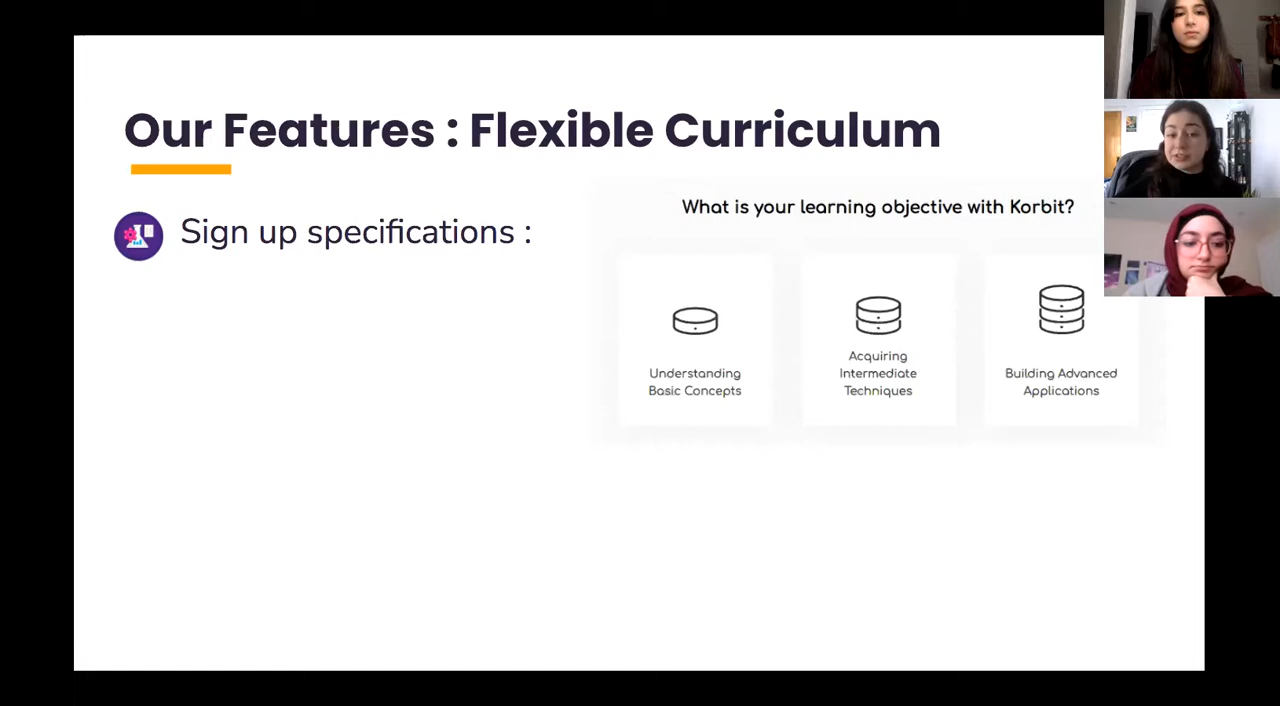 Our Features : Flexible Curriculum
Sign up specifications :
What is your learning objective with Korbit?
Understanding
Basic Concepts
Acquiring
Intermediate
Techniques
Building Advanced
Applications